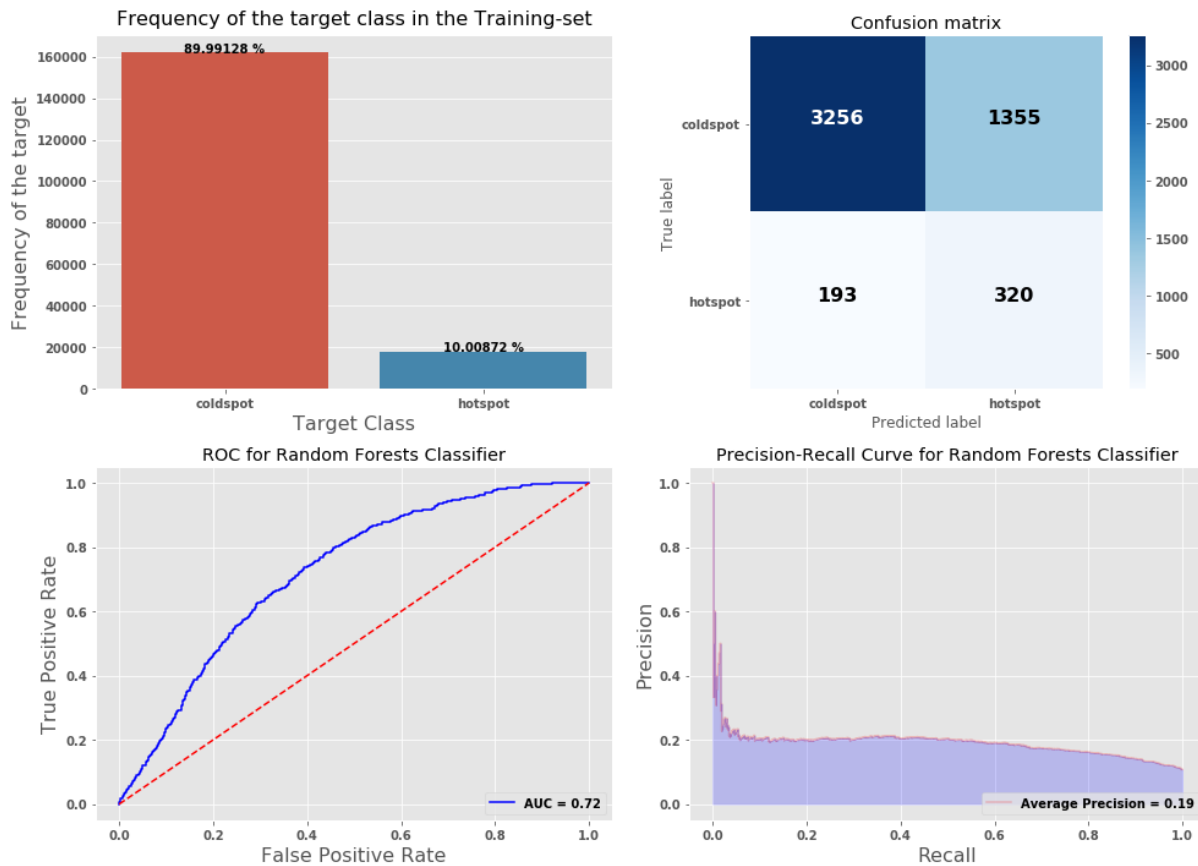 Frequency of the target class in the Training-set
89.99128 %
10.00872 %
160000
140000
120000
100000
80000
60000
40000
20000
0
Frequency of the target
coldspot
hotspot
Target Class
Confusion matrix
coldspot
hotspot
True label
3256
1355
193
320
coldspot
hotspot
Predicted label
3000
2500
2000
1500
1000
500
ROC for Random Forests Classifier
1.0
0.8
0.6
0.4
0.2
0.0
True Positive Rate
AUC = 0.72
0.0
0.2
0.4
0.6
0.8
1.0
False Positive Rate
Precision-Recall Curve for Random Forests Classifier
1.0
0.8
0.6
0.4
0.2
0.0
Precision
Average Precision = 0.19
0.0
0.2
0.4
0.6
0.8
1.0
Recall